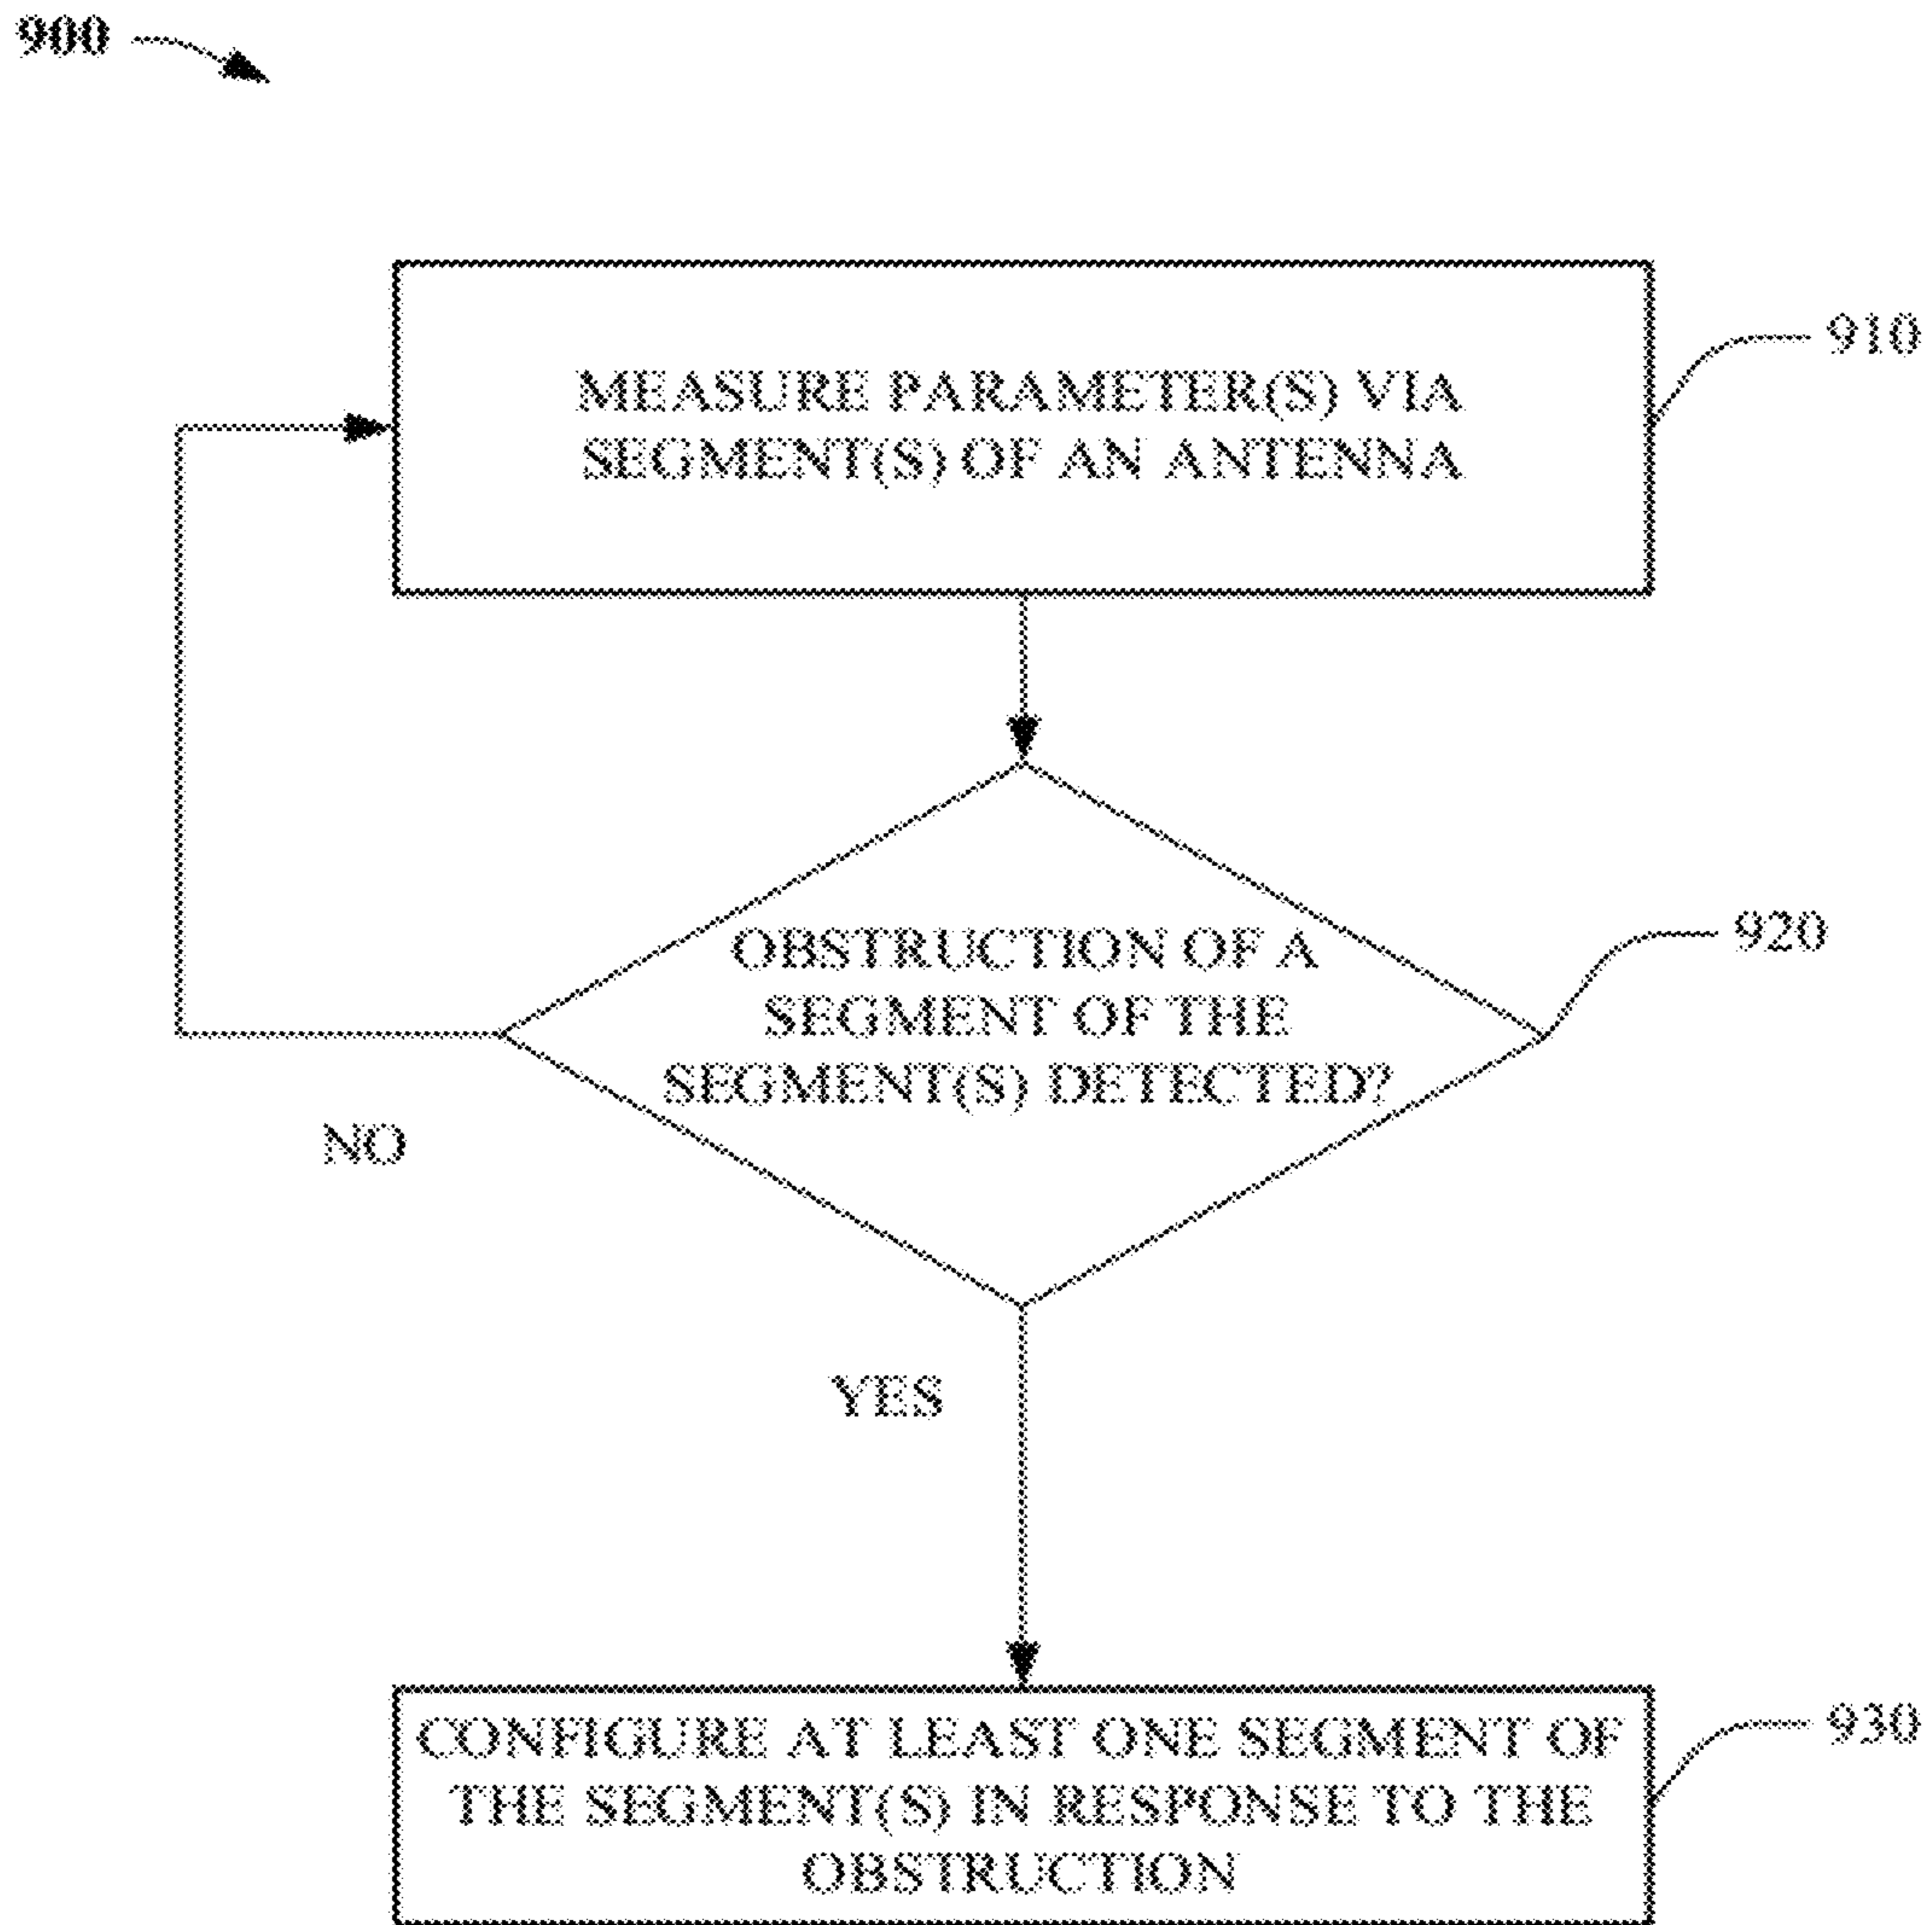 900
MEASURE PARAMETER(S) VIA
SEGMENT(S) OF AN ANTENNA
910
OBSTRUCTION OF A
SEGMENT OF THE
SEGMENT(S) DETECTED?
920
NO
YES
CONFIGURE AT LEAST ONE SEGMENT OF
THE SEGMENT(S) IN RESPONSE TO THE
OBSTRUCTION
930